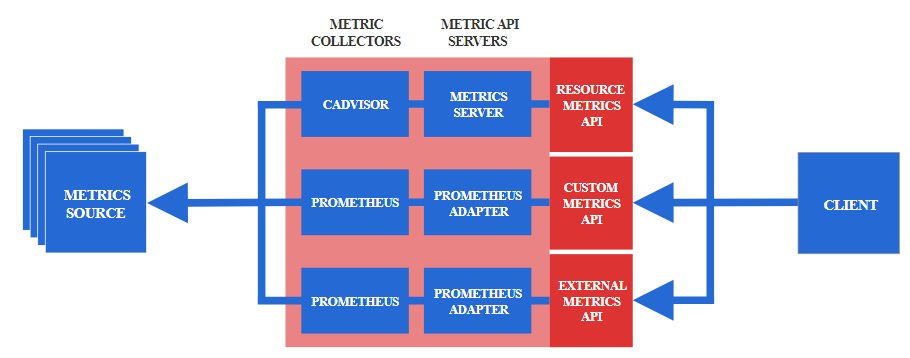 METRIC
COLLECTORS
METRIC API
SERVERS
CADVISOR
METRICS
SERVER
RESOURCE
METRICS
API
METRICS
SOURCE
PROMETHEUS
PROMETHEUS
ADAPTER
CUSTOM
METRICS
API
CLIENT
PROMETHEUS
PROMETHEUS
ADAPTER
EXTERNAL
METRICS
API